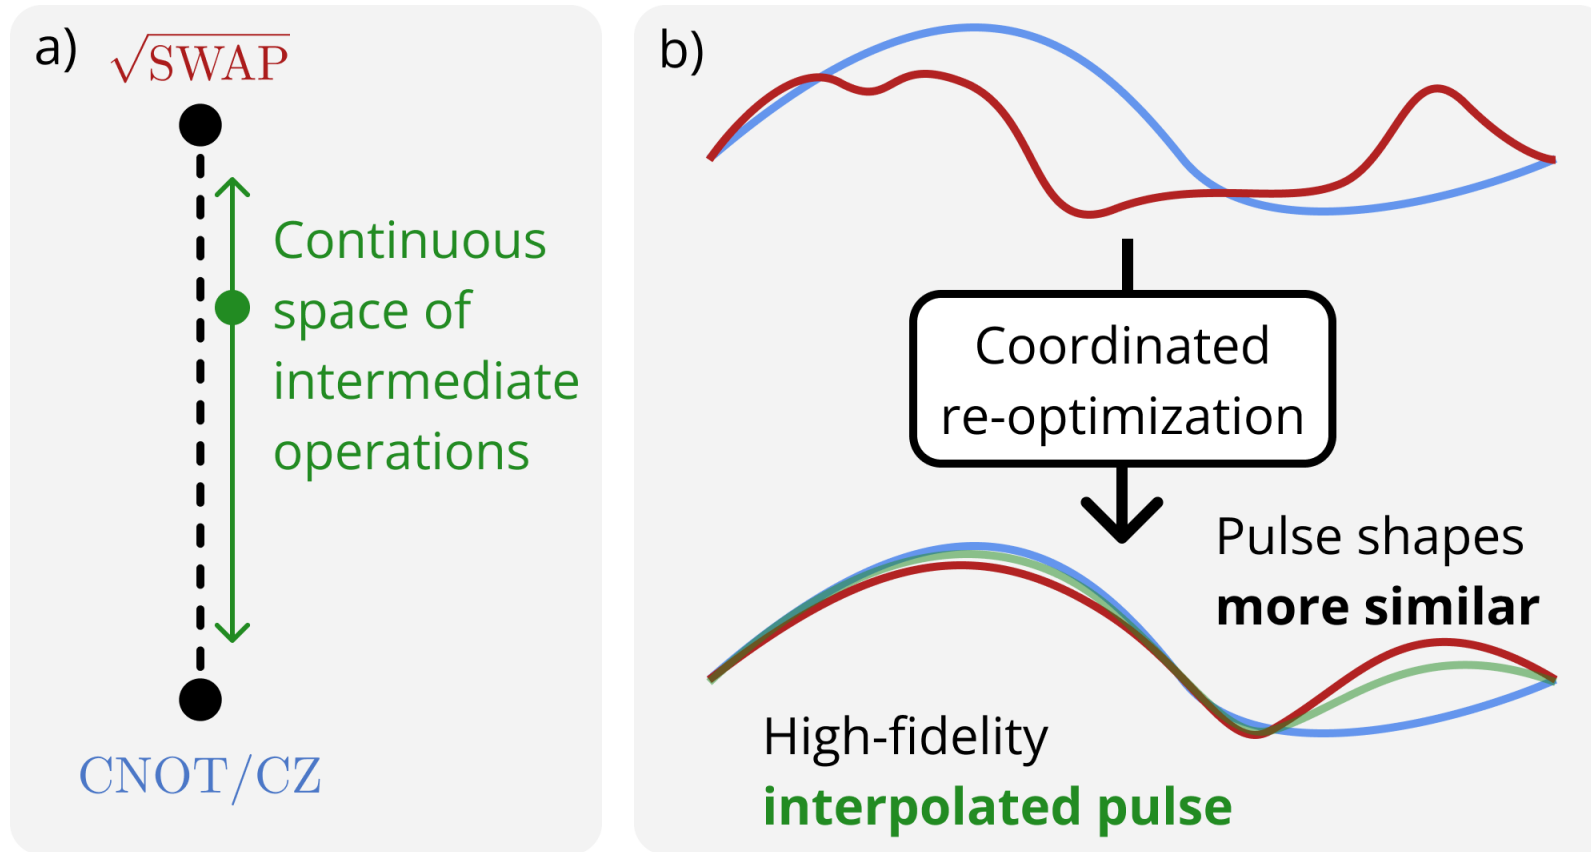 a)
√SWAP
Continuous
space of
intermediate
operations
CNOT/CZ
b)
Coordinated
re-optimization
Pulse shapes
more similar
High-fidelity
interpolated pulse